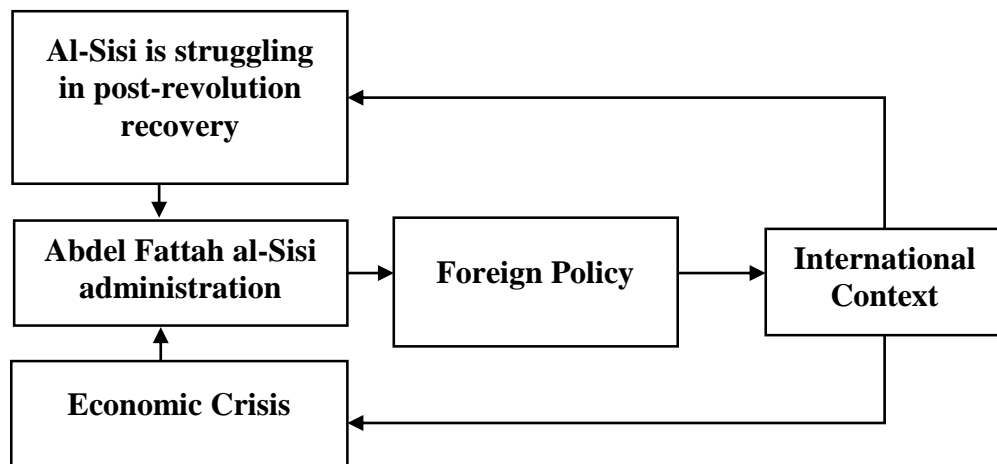 Al-Sisi is struggling
in post-revolution
recovery
Abdel Fattah al-Sisi
administration
Foreign Policy
International
Context
Economic Crisis